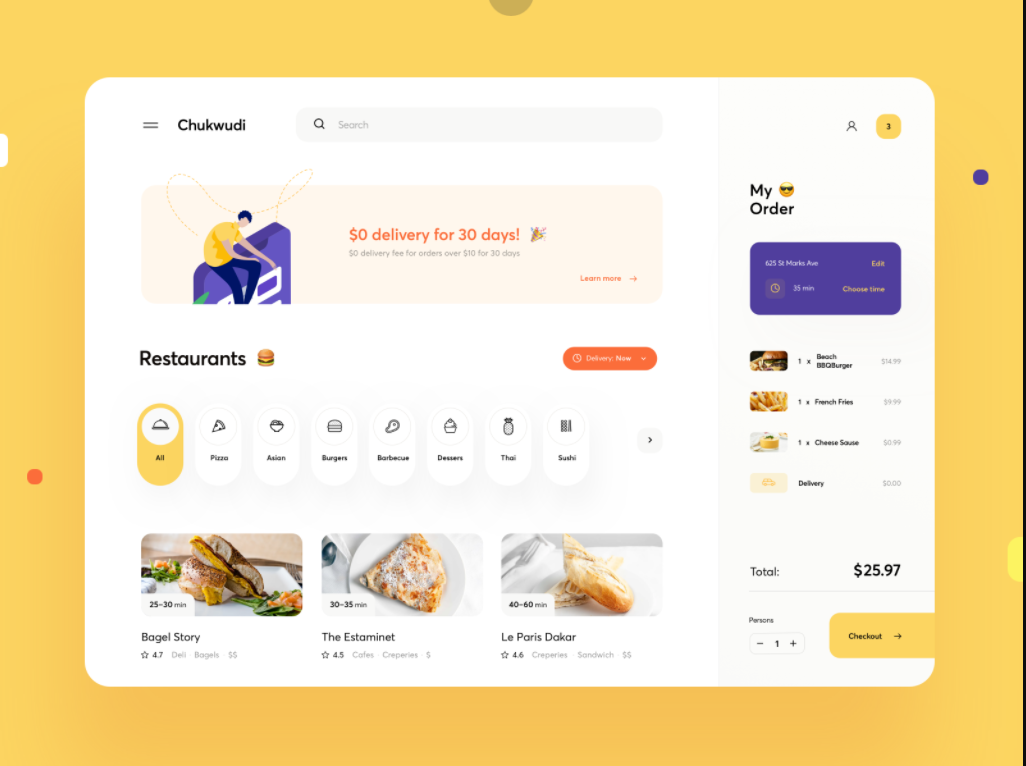 Chukwudi
Search
3
$0 delivery for 30 days!
$0 delivery fee for orders over $10 for 30 days
Learn more
Restaurants
Delivery: Now
All
Pizza
Asian
Burgers
Barbecue
Dessers
Thai
Sushi
25-30 min
30-35 min
40-60 min
Bagel Story
The Estaminet
Le Paris Dakar
4.7 Deli · Bagels · $$
4.5 Cafes · Creperies · $
4.6 Creperies · Sandwich · $$
My
Order
625 St Marks Ave
Edit
35 min
Choose time
1 x Beach
BBQBurger
$14.99
1 x French Fries
$9.99
1 x Cheese Sause
$0.99
Delivery
$0.00
Total:
$25.97
Persons
− 1 +
Checkout